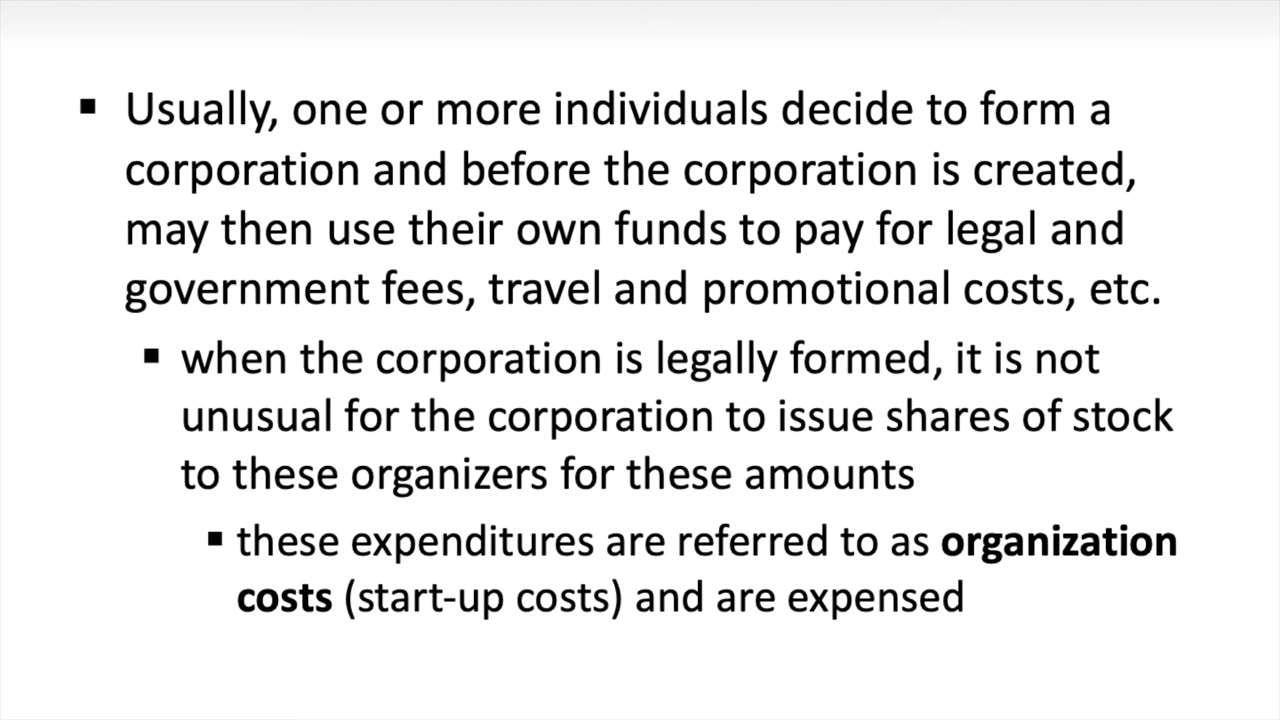 ▪ Usually, one or more individuals decide to form a
corporation and before the corporation is created,
may then use their own funds to pay for legal and
government fees, travel and promotional costs, etc.
▪ when the corporation is legally formed, it is not
unusual for the corporation to issue shares of stock
to these organizers for these amounts
▪ these expenditures are referred to as organization
costs (start-up costs) and are expensed